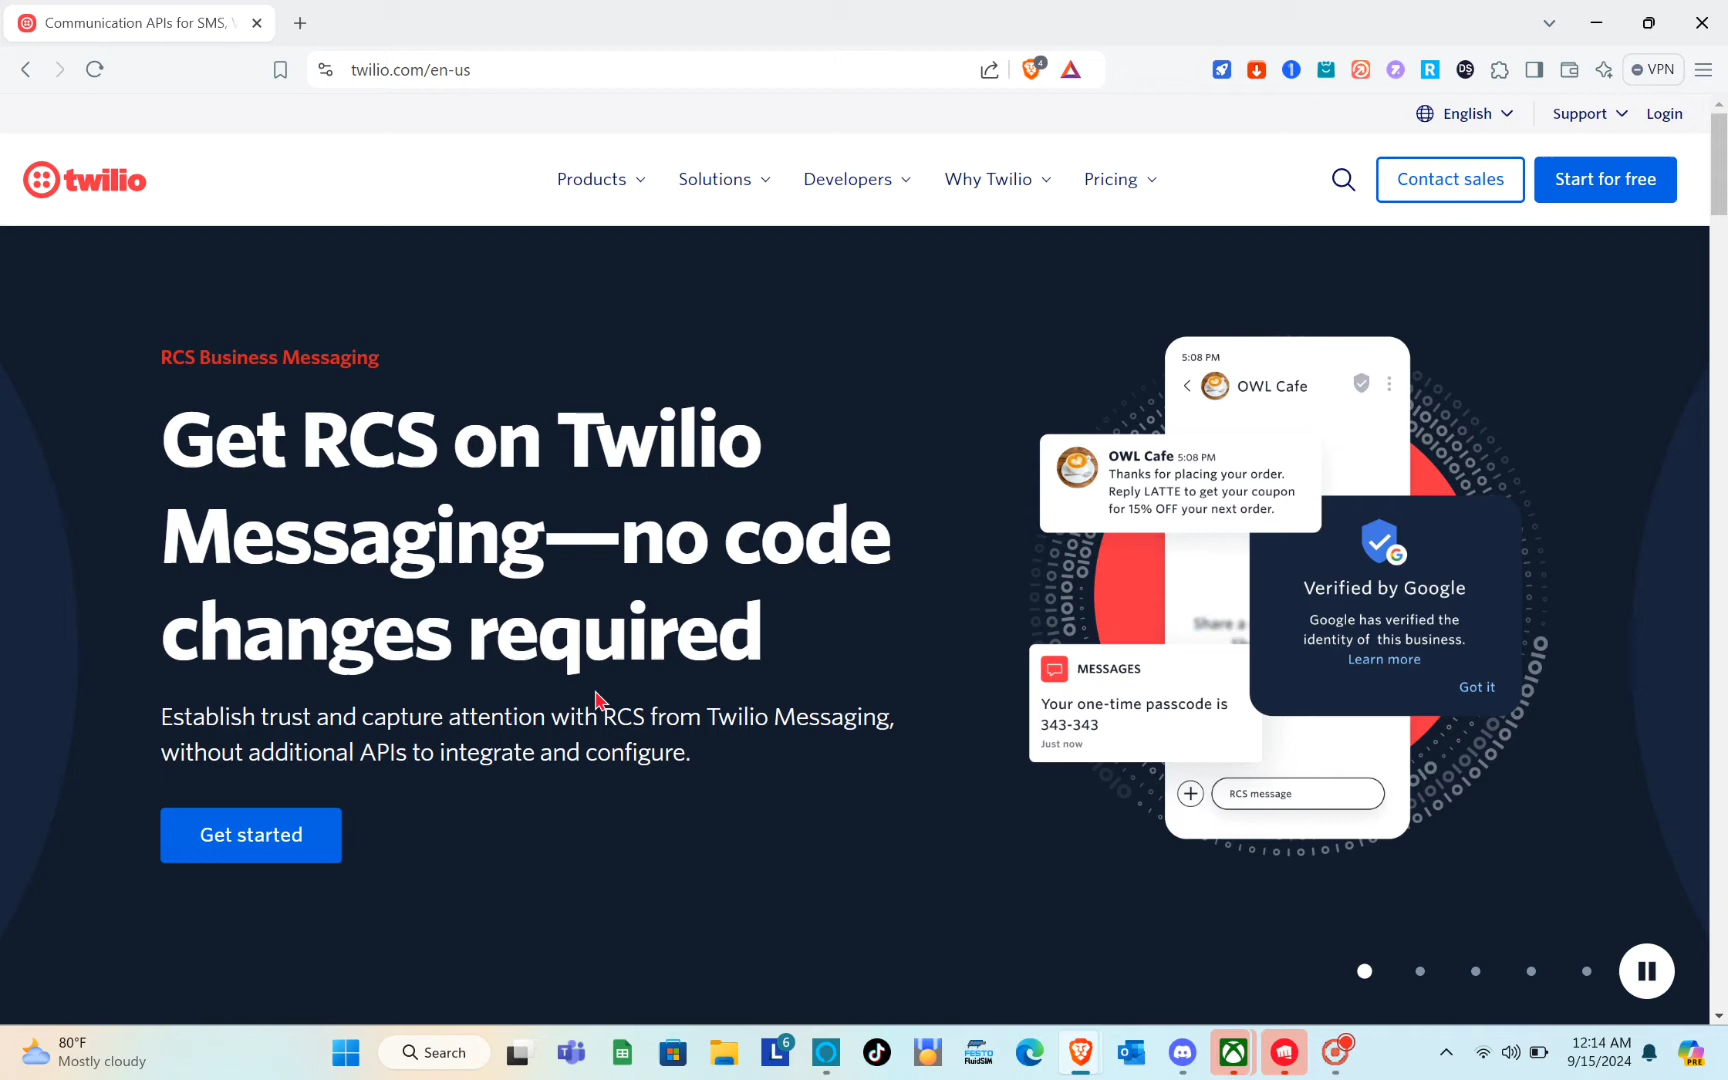 Communication APIs for SMS,
twilio.com/en-us
4
VPN
English
Support
Login
twilio
Products
Solutions
Developers
Why Twilio
Pricing
Contact sales
Start for free
RCS Business Messaging
Get RCS on Twilio
Messaging—no code
changes required
Establish trust and capture attention with RCS from Twilio Messaging,
without additional APIs to integrate and configure.
Get started
5:08 PM
OWL Cafe
OWL Cafe 5:08 PM
Thanks for placing your order.
Reply LATTE to get your coupon
for 15% OFF your next order.
Verified by Google
Google has verified the
identity of this business.
Learn more
Got it
MESSAGES
Your one-time passcode is
343-343
Just now
RCS message
80°F
Mostly cloudy
Search
6
FESTO
FluidSIM
12:14 AM
9/15/2024
PRE